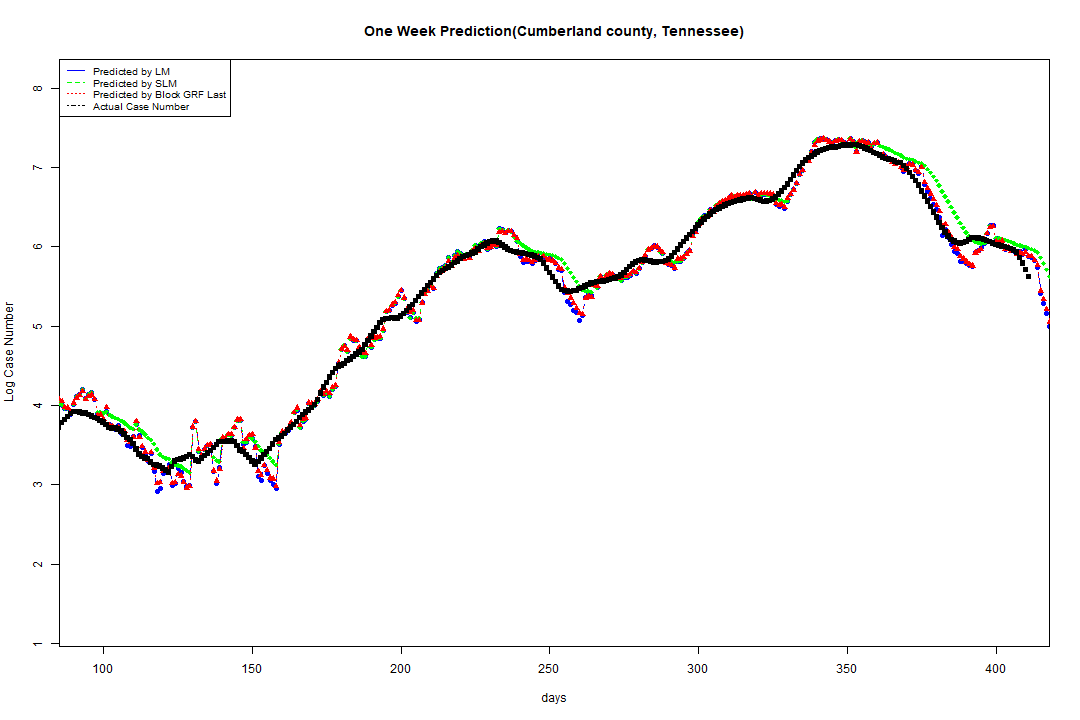 One Week Prediction(Cumberland county, Tennessee)
Predicted by LM
Predicted by SLM
Predicted by Block GRF Last
Actual Case Number
8
7
6
5
4
3
2
1
Log Case Number
100 150 200 250 300 350 400
days